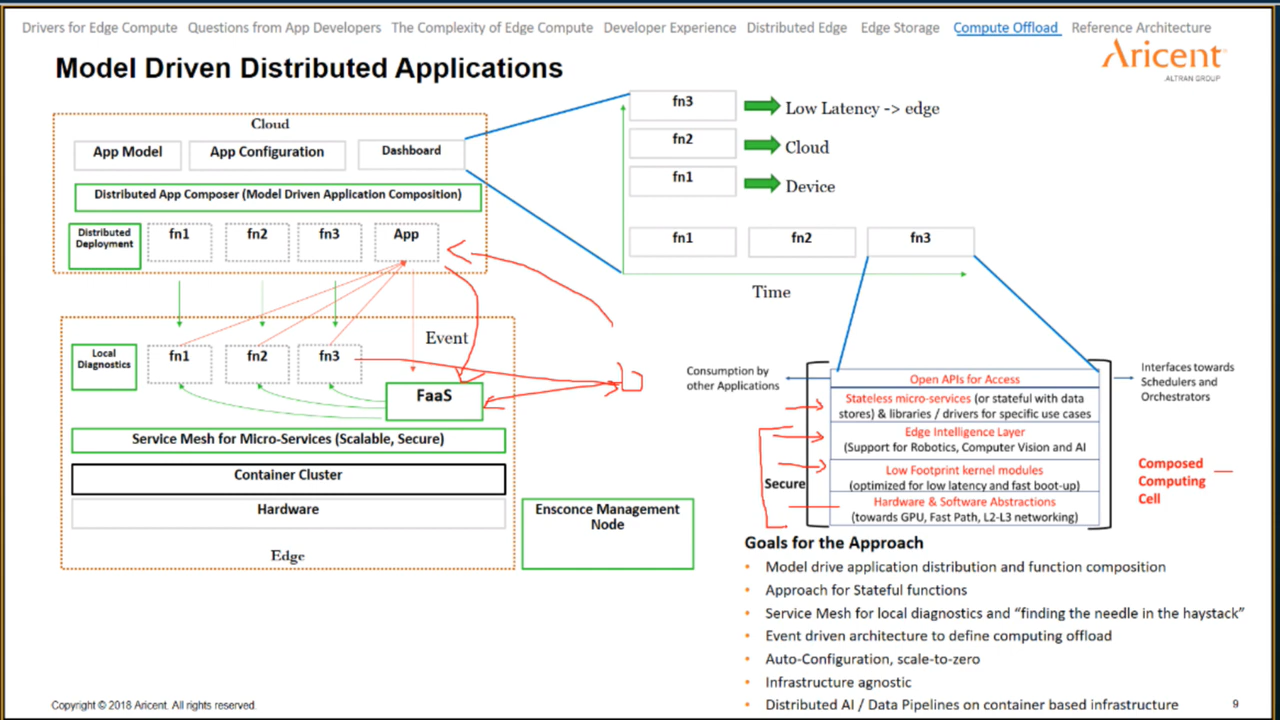 Drivers for Edge Compute Questions from App Developers The Complexity of Edge Compute Developer Experience Distributed Edge Edge Storage Compute Offload Reference Architecture
Model Driven Distributed Applications
Aricent
ALTRAN GROUP
Cloud
App Model
App Configuration
Dashboard
Distributed App Composer (Model Driven Application Composition)
Distributed
Deployment
fn1
fn2
fn3
App
Event
Local
Diagnostics
fn1
fn2
fn3
FaaS
Service Mesh for Micro-Services (Scalable, Secure)
Container Cluster
Hardware
Edge
Ensconce Management
Node
fn3
Low Latency -> edge
fn2
Cloud
fn1
Device
fn1
fn2
fn3
Time
Consumption by
other Applications
Open APIs for Access
Stateless micro-services (or stateful with data
stores) & libraries / drivers for specific use cases
Edge Intelligence Layer
(Support for Robotics, Computer Vision and AI
Low Footprint kernel modules
(optimized for low latency and fast boot-up)
Hardware & Software Abstractions
(towards GPU, Fast Path, L2-L3 networking)
Secure
Interfaces towards
Schedulers and
Orchestrators
Composed
Computing
Cell
Goals for the Approach
• Model drive application distribution and function composition
• Approach for Stateful functions
• Service Mesh for local diagnostics and “finding the needle in the haystack”
• Event driven architecture to define computing offload
• Auto-Configuration, scale-to-zero
• Infrastructure agnostic
• Distributed AI / Data Pipelines on container based infrastructure
Copyright © 2018 Aricent. All rights reserved.
9